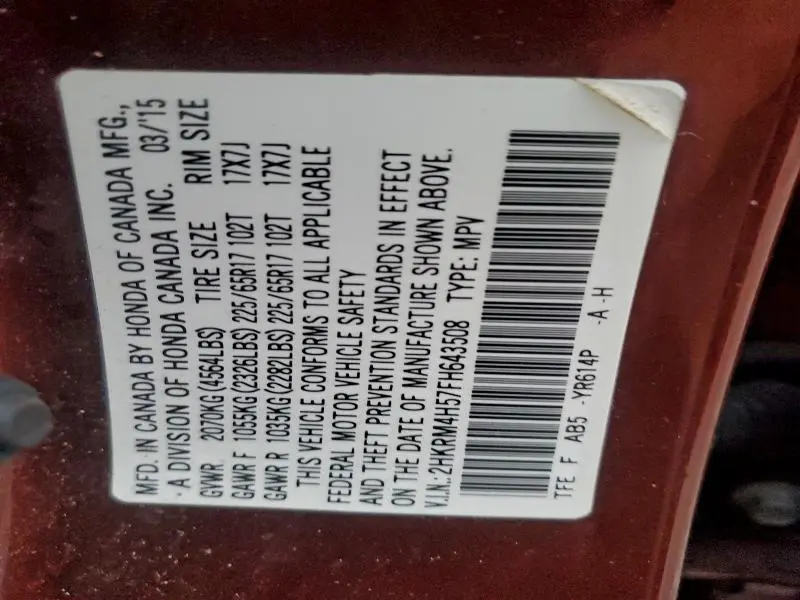 MFD. IN CANADA BY HONDA OF CANADA MFG.,
A DIVISION OF HONDA CANADA INC. 03/'15
GVWR 2070KG (4564LBS) TIRE SIZE RIM SIZE
GAWR F 1055KG (2326LBS) 225/65R17 102T 17X7J
GAWR R 1035KG (2282LBS) 225/65R17 102T 17X7J
THIS VEHICLE CONFORMS TO ALL APPLICABLE
FEDERAL MOTOR VEHICLE SAFETY
AND THEFT PREVENTION STANDARDS IN EFFECT
ON THE DATE OF MANUFACTURE SHOWN ABOVE.
V.I.N.: 2HKRM4H57FH643508 TYPE: MPV
TFE F AB5 -YR614P -A -H